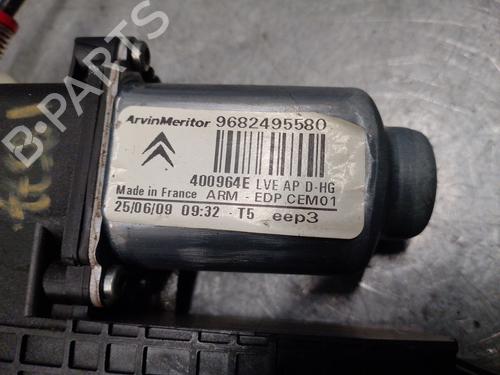 B-PARTS
ArvinMeritor 9682495580
400964E LVE AP D-HG
Made in France ARM - EDP CEM01
25/06/09 09:32 - T5 eep3